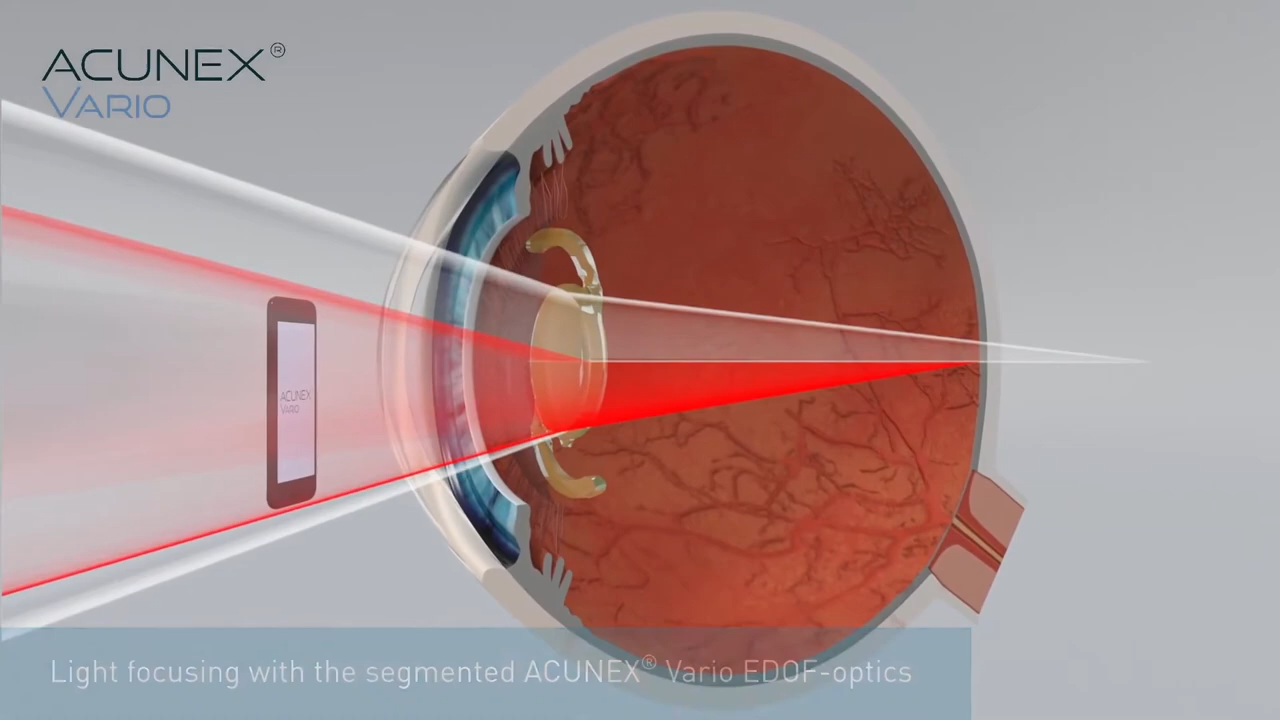 ACUNEX®
VARIO
ACUNEX
VARIO
Light focusing with the segmented ACUNEX® Vario EDOF-optics